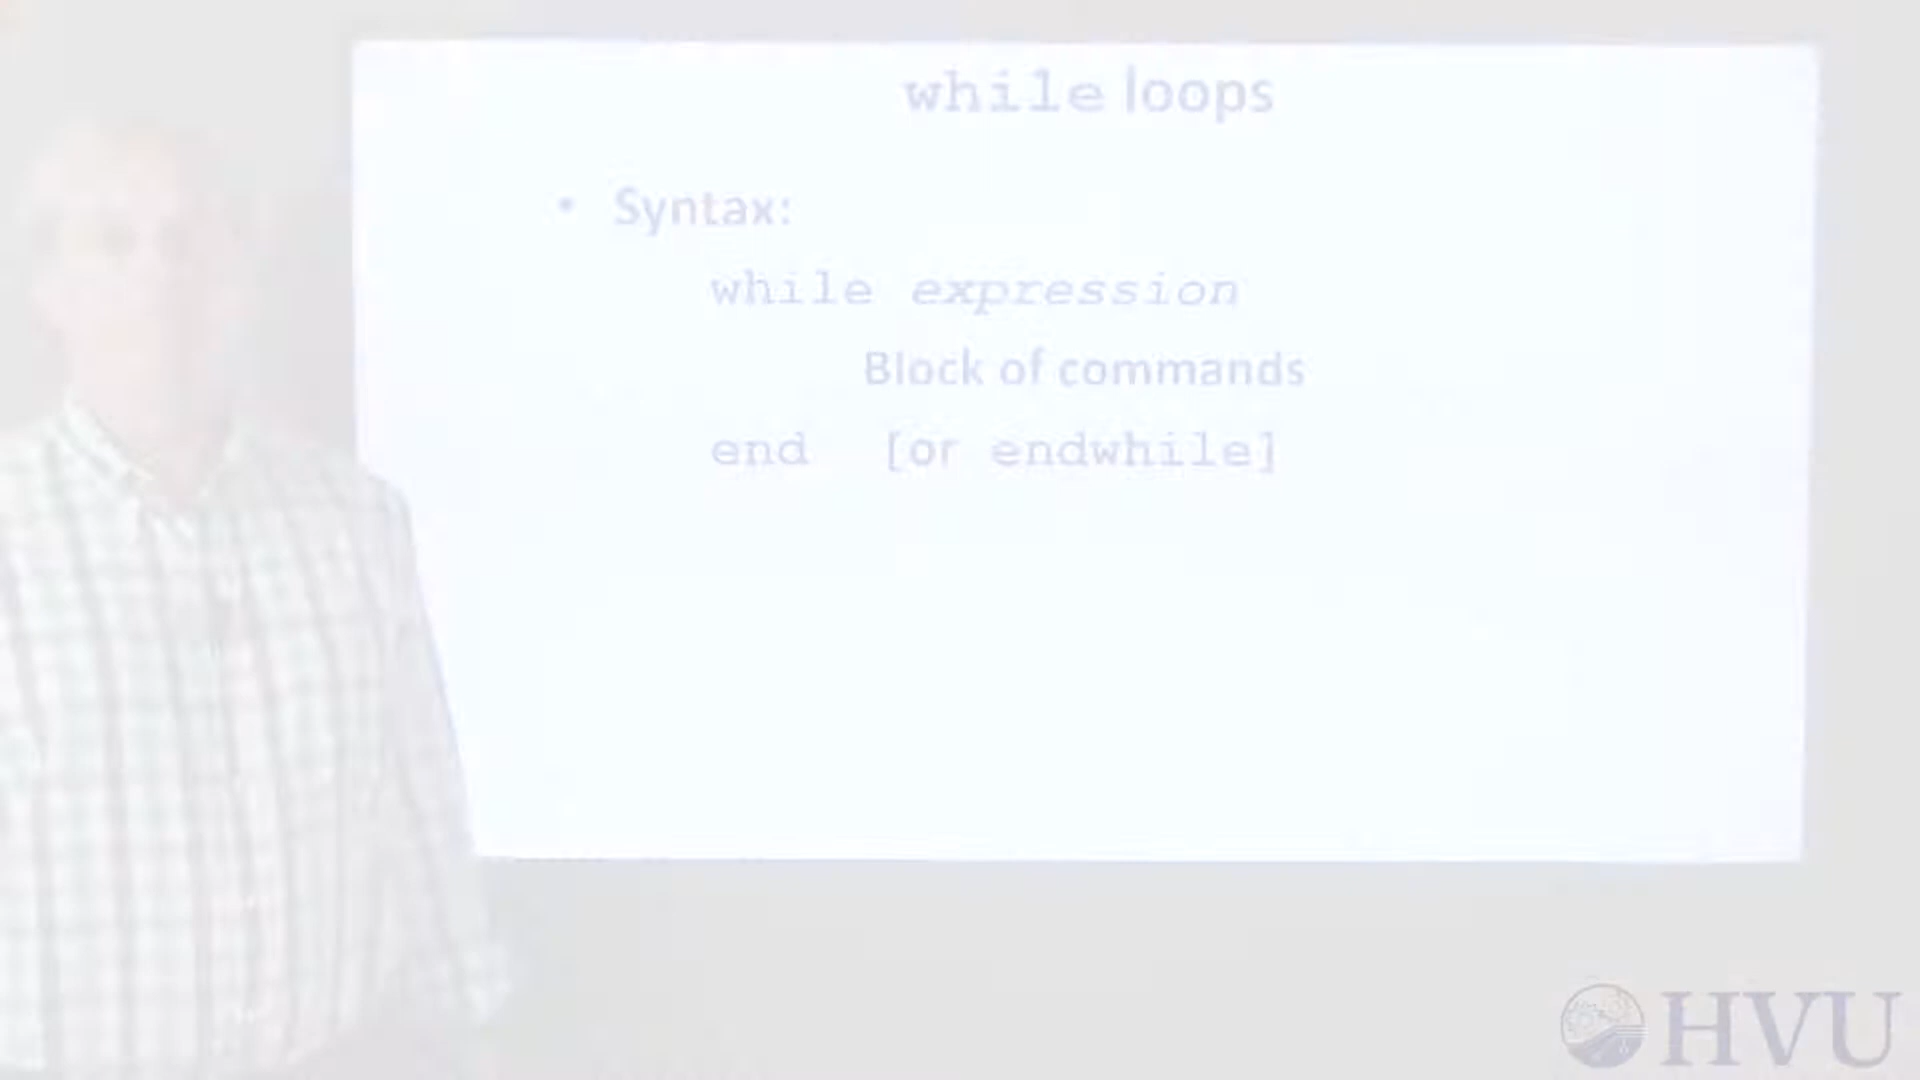 while loops
• Syntax:
while expression
Block of commands
end [or endwhile]
HVU